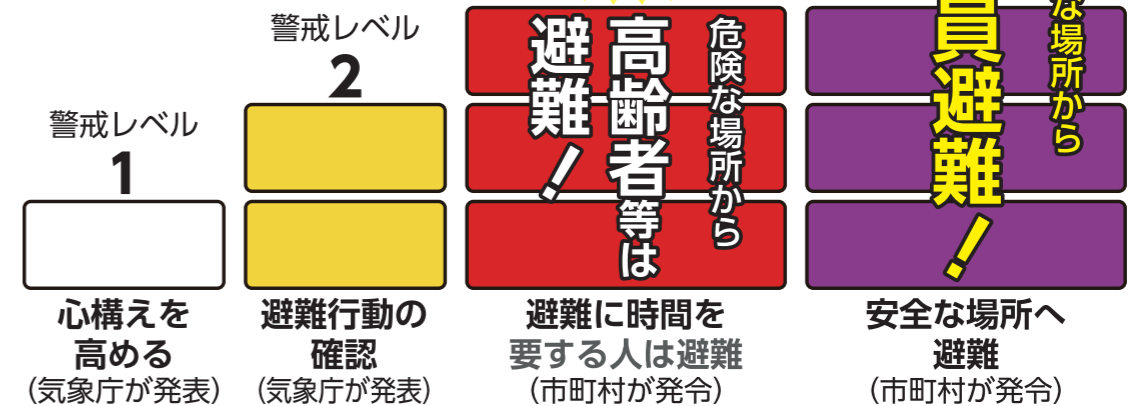 警戒レベル
1
心構えを
高める
（気象庁が発表）
警戒レベル
2
避難行動の
確認
（気象庁が発表）
危険な場所から
高齢者等は
避難！
避難に時間を
要する人は避難
（市町村が発令）
な場所から
員避難！
安全な場所へ
避難
（市町村が発令）